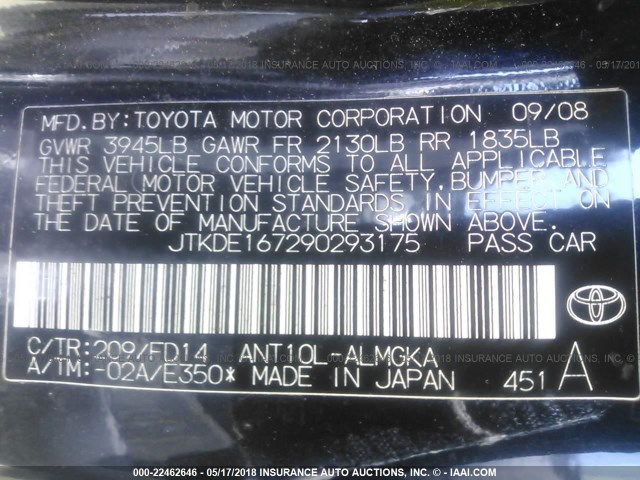 MFD.BY:TOYOTA MOTOR CORPORATION 09/08
GVWR 3945LB GAWR FR 2130LB RR 1835LB
THIS VEHICLE CONFORMS TO ALL APPLICABLE
FEDERAL MOTOR VEHICLE SAFETY,BUMPER,AND
THEFT PREVENTION STANDARDS IN EFFECT ON
THE DATE OF MANUFACTURE SHOWN ABOVE.
JTKDE167290293175 PASS CAR
C/TR:209/FD14 ANT10L-ALMGKA
A/TM:-02A/E350* MADE IN JAPAN 451 A
000-22462646 - 05/17/2018 INSURANCE AUTO AUCTIONS, INC. - © - IAAI.COM